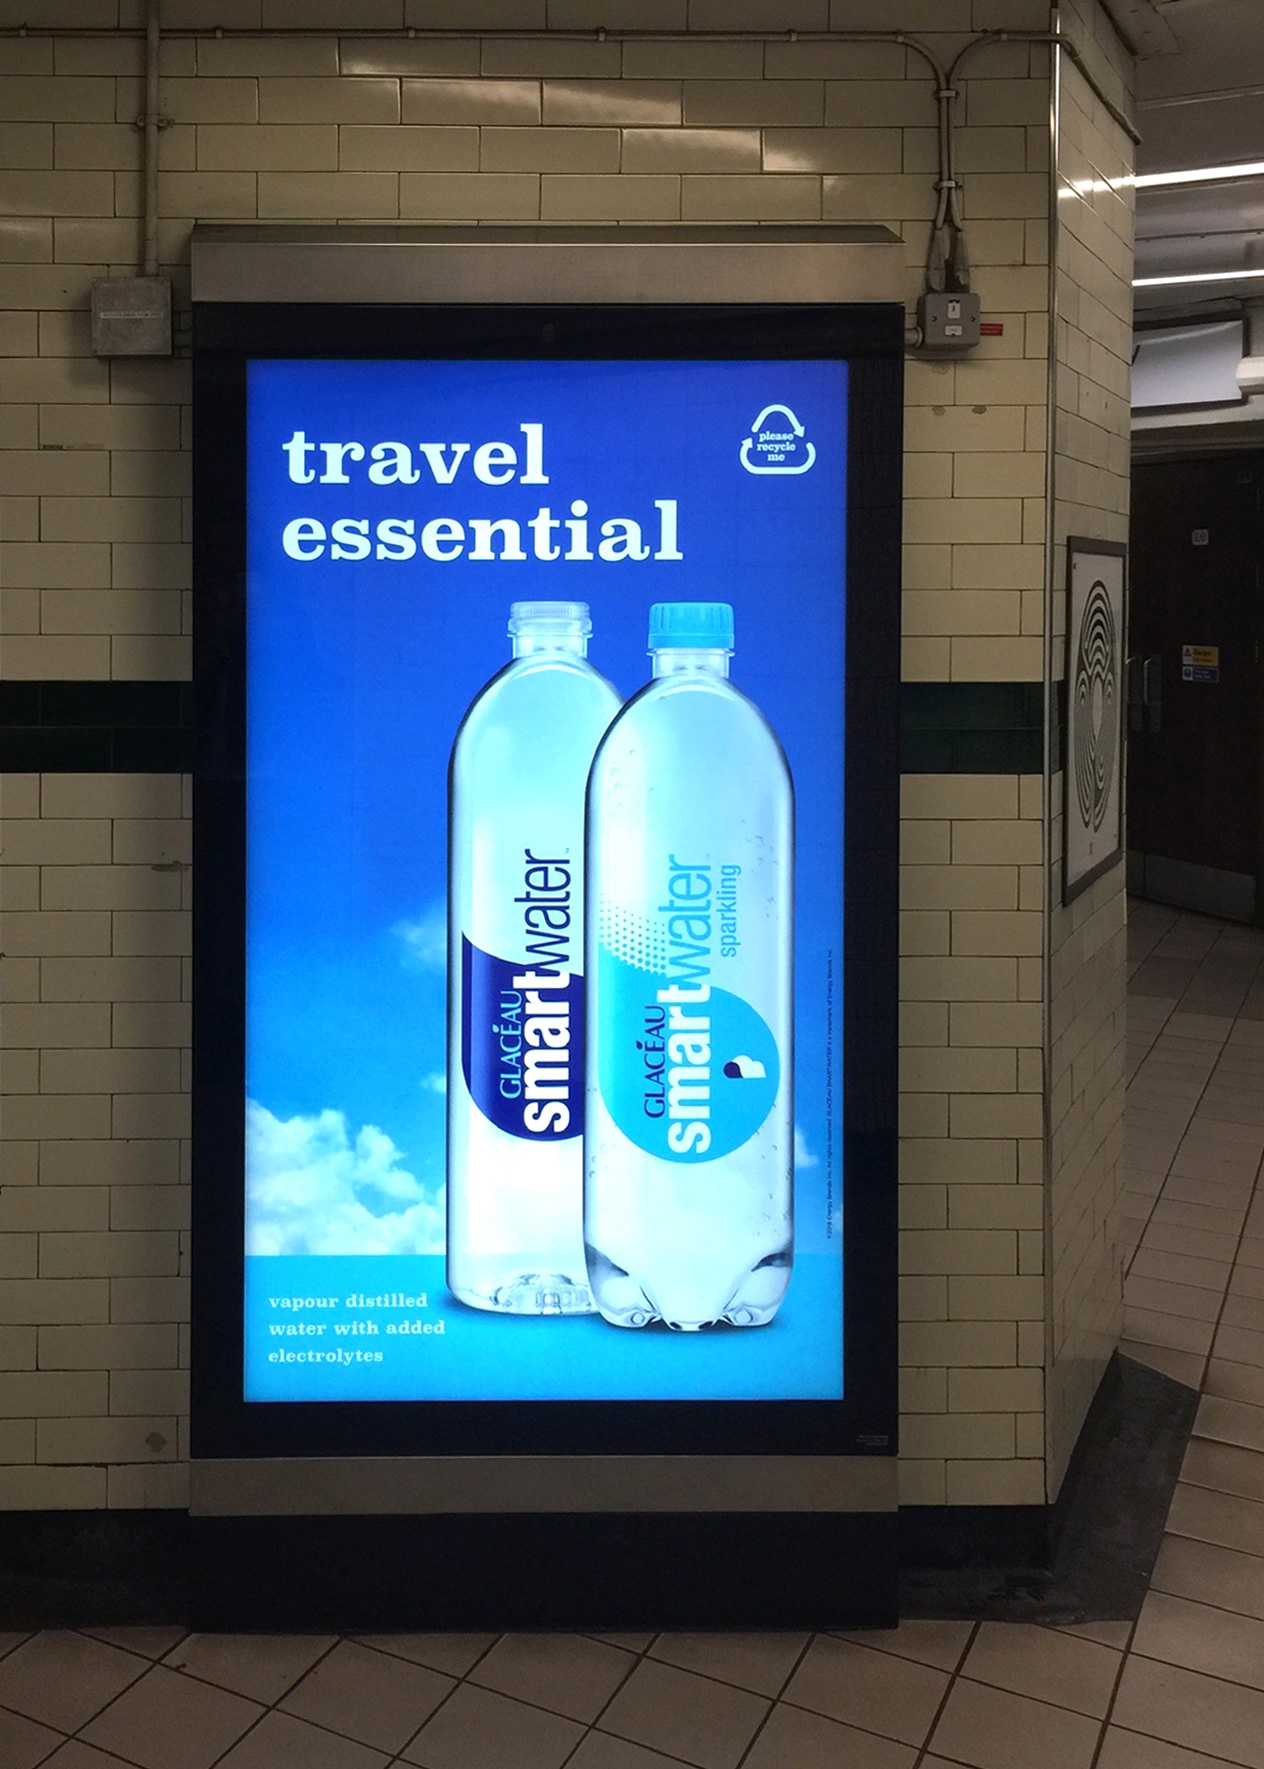 travel
essential
please
recycle
me
GLACÉAU
smartwater
GLACÉAU
smartwater
sparkling
vapour distilled
water with added
electrolytes